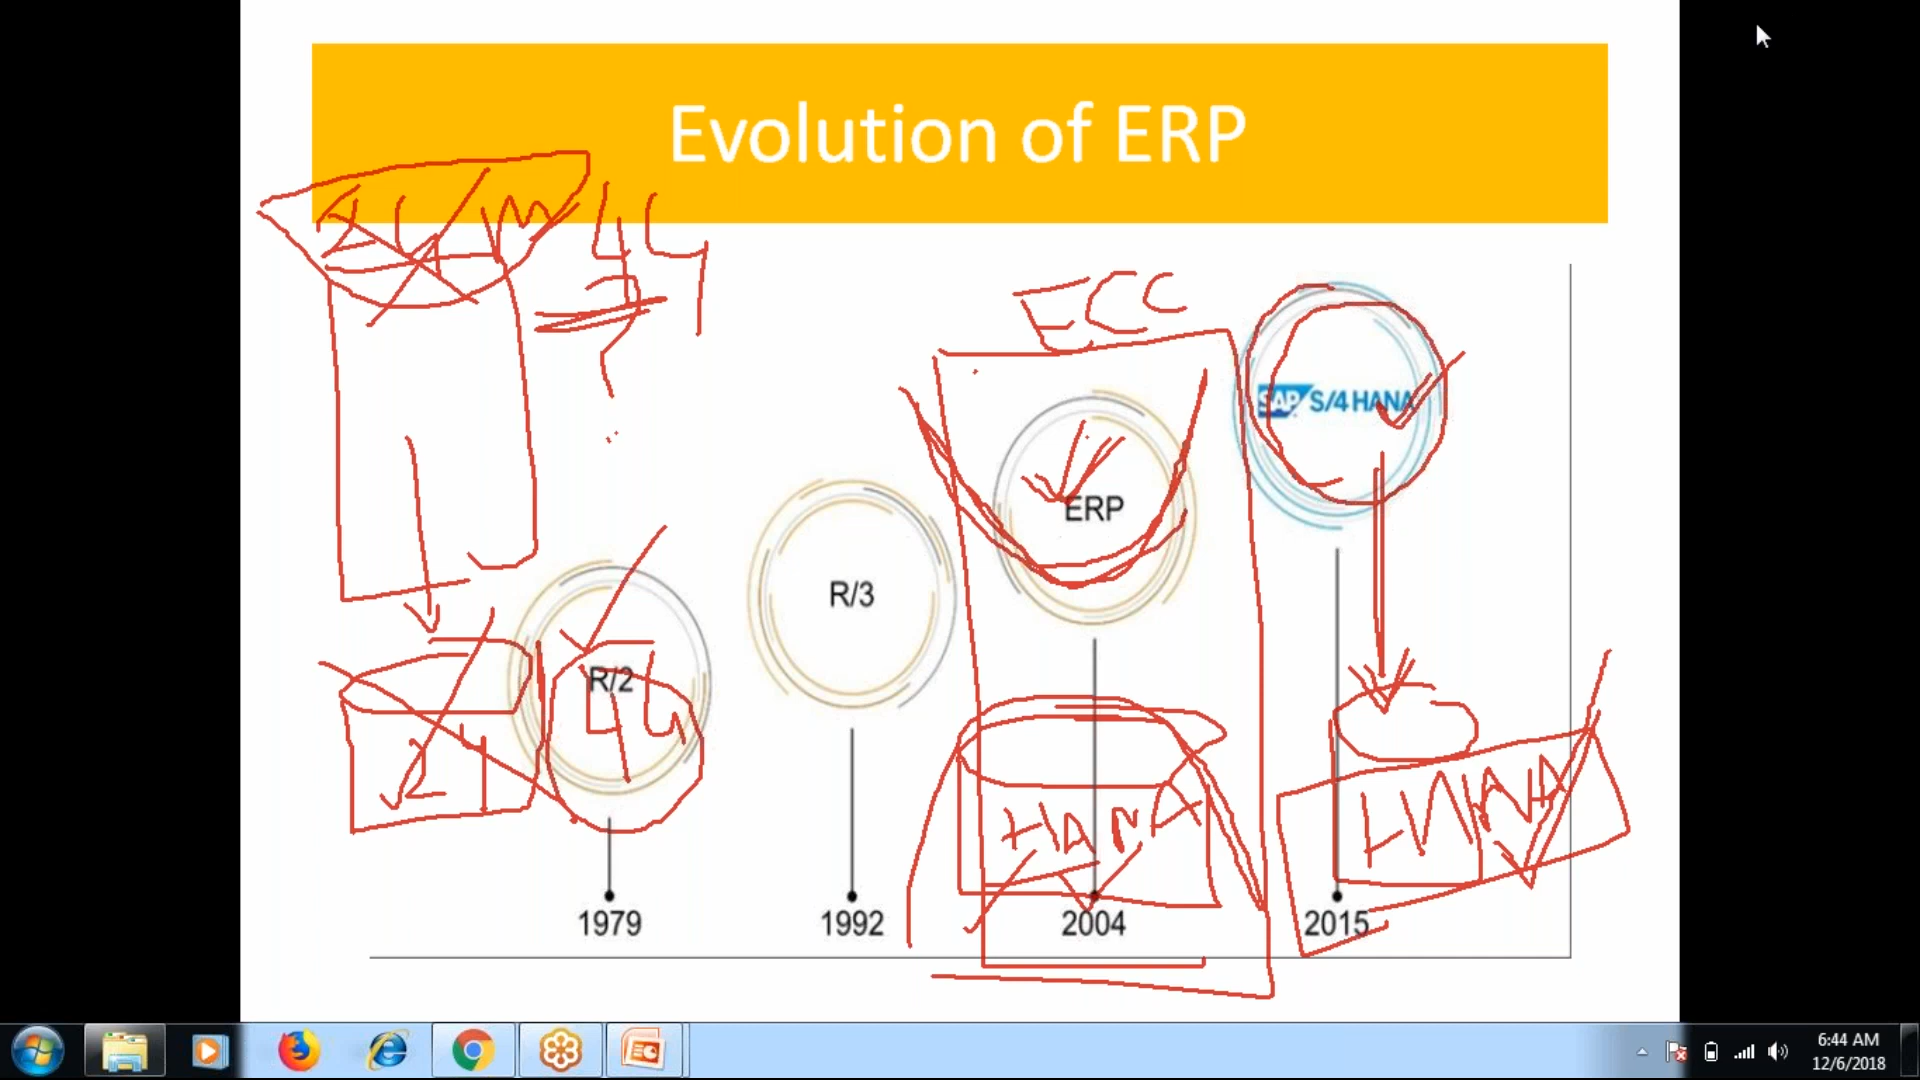 Evolution of ERP
ECC
SAP S/4 HANA
ERP
R/3
R/2
HANA
1979
1992
2004
2015
6:44 AM
12/6/2018